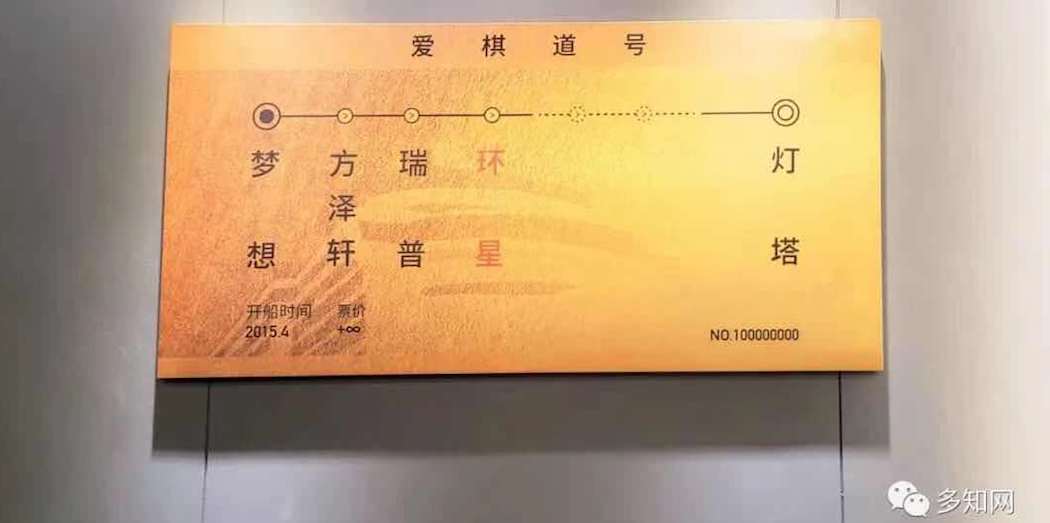 爱棋道号
梦想
方泽轩
瑞普
环星
灯塔
开船时间 票价
2015.4 +∞
NO.100000000
多知网